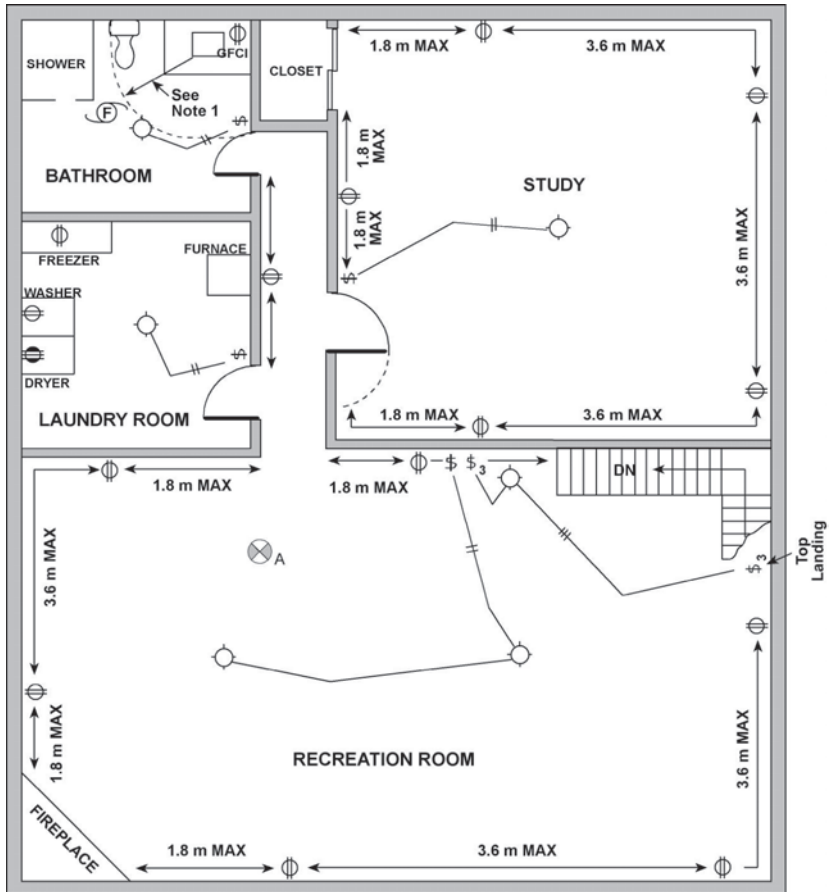 SHOWER
GFCI
See
Note 1
F
$
BATHROOM
CLOSET
1.8 m MAX
3.6 m MAX
1.8 m
MAX
1.8 m
MAX
STUDY
$
3.6 m MAX
FREEZER
FURNACE
WASHER
$
DRYER
LAUNDRY ROOM
1.8 m MAX
3.6 m MAX
1.8 m MAX
1.8 m MAX
$ $3
DN
Top
Landing
$3
3.6 m MAX
A
1.8 m MAX
3.6 m MAX
RECREATION ROOM
FIREPLACE
1.8 m MAX
3.6 m MAX